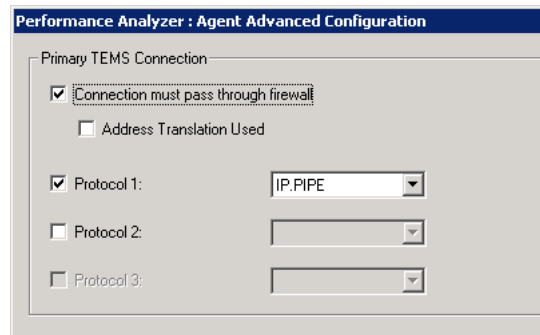 Performance Analyzer : Agent Advanced Configuration
Primary TEMS Connection
Connection must pass through firewall
Address Translation Used
Protocol 1: IP.PIPE
Protocol 2:
Protocol 3: